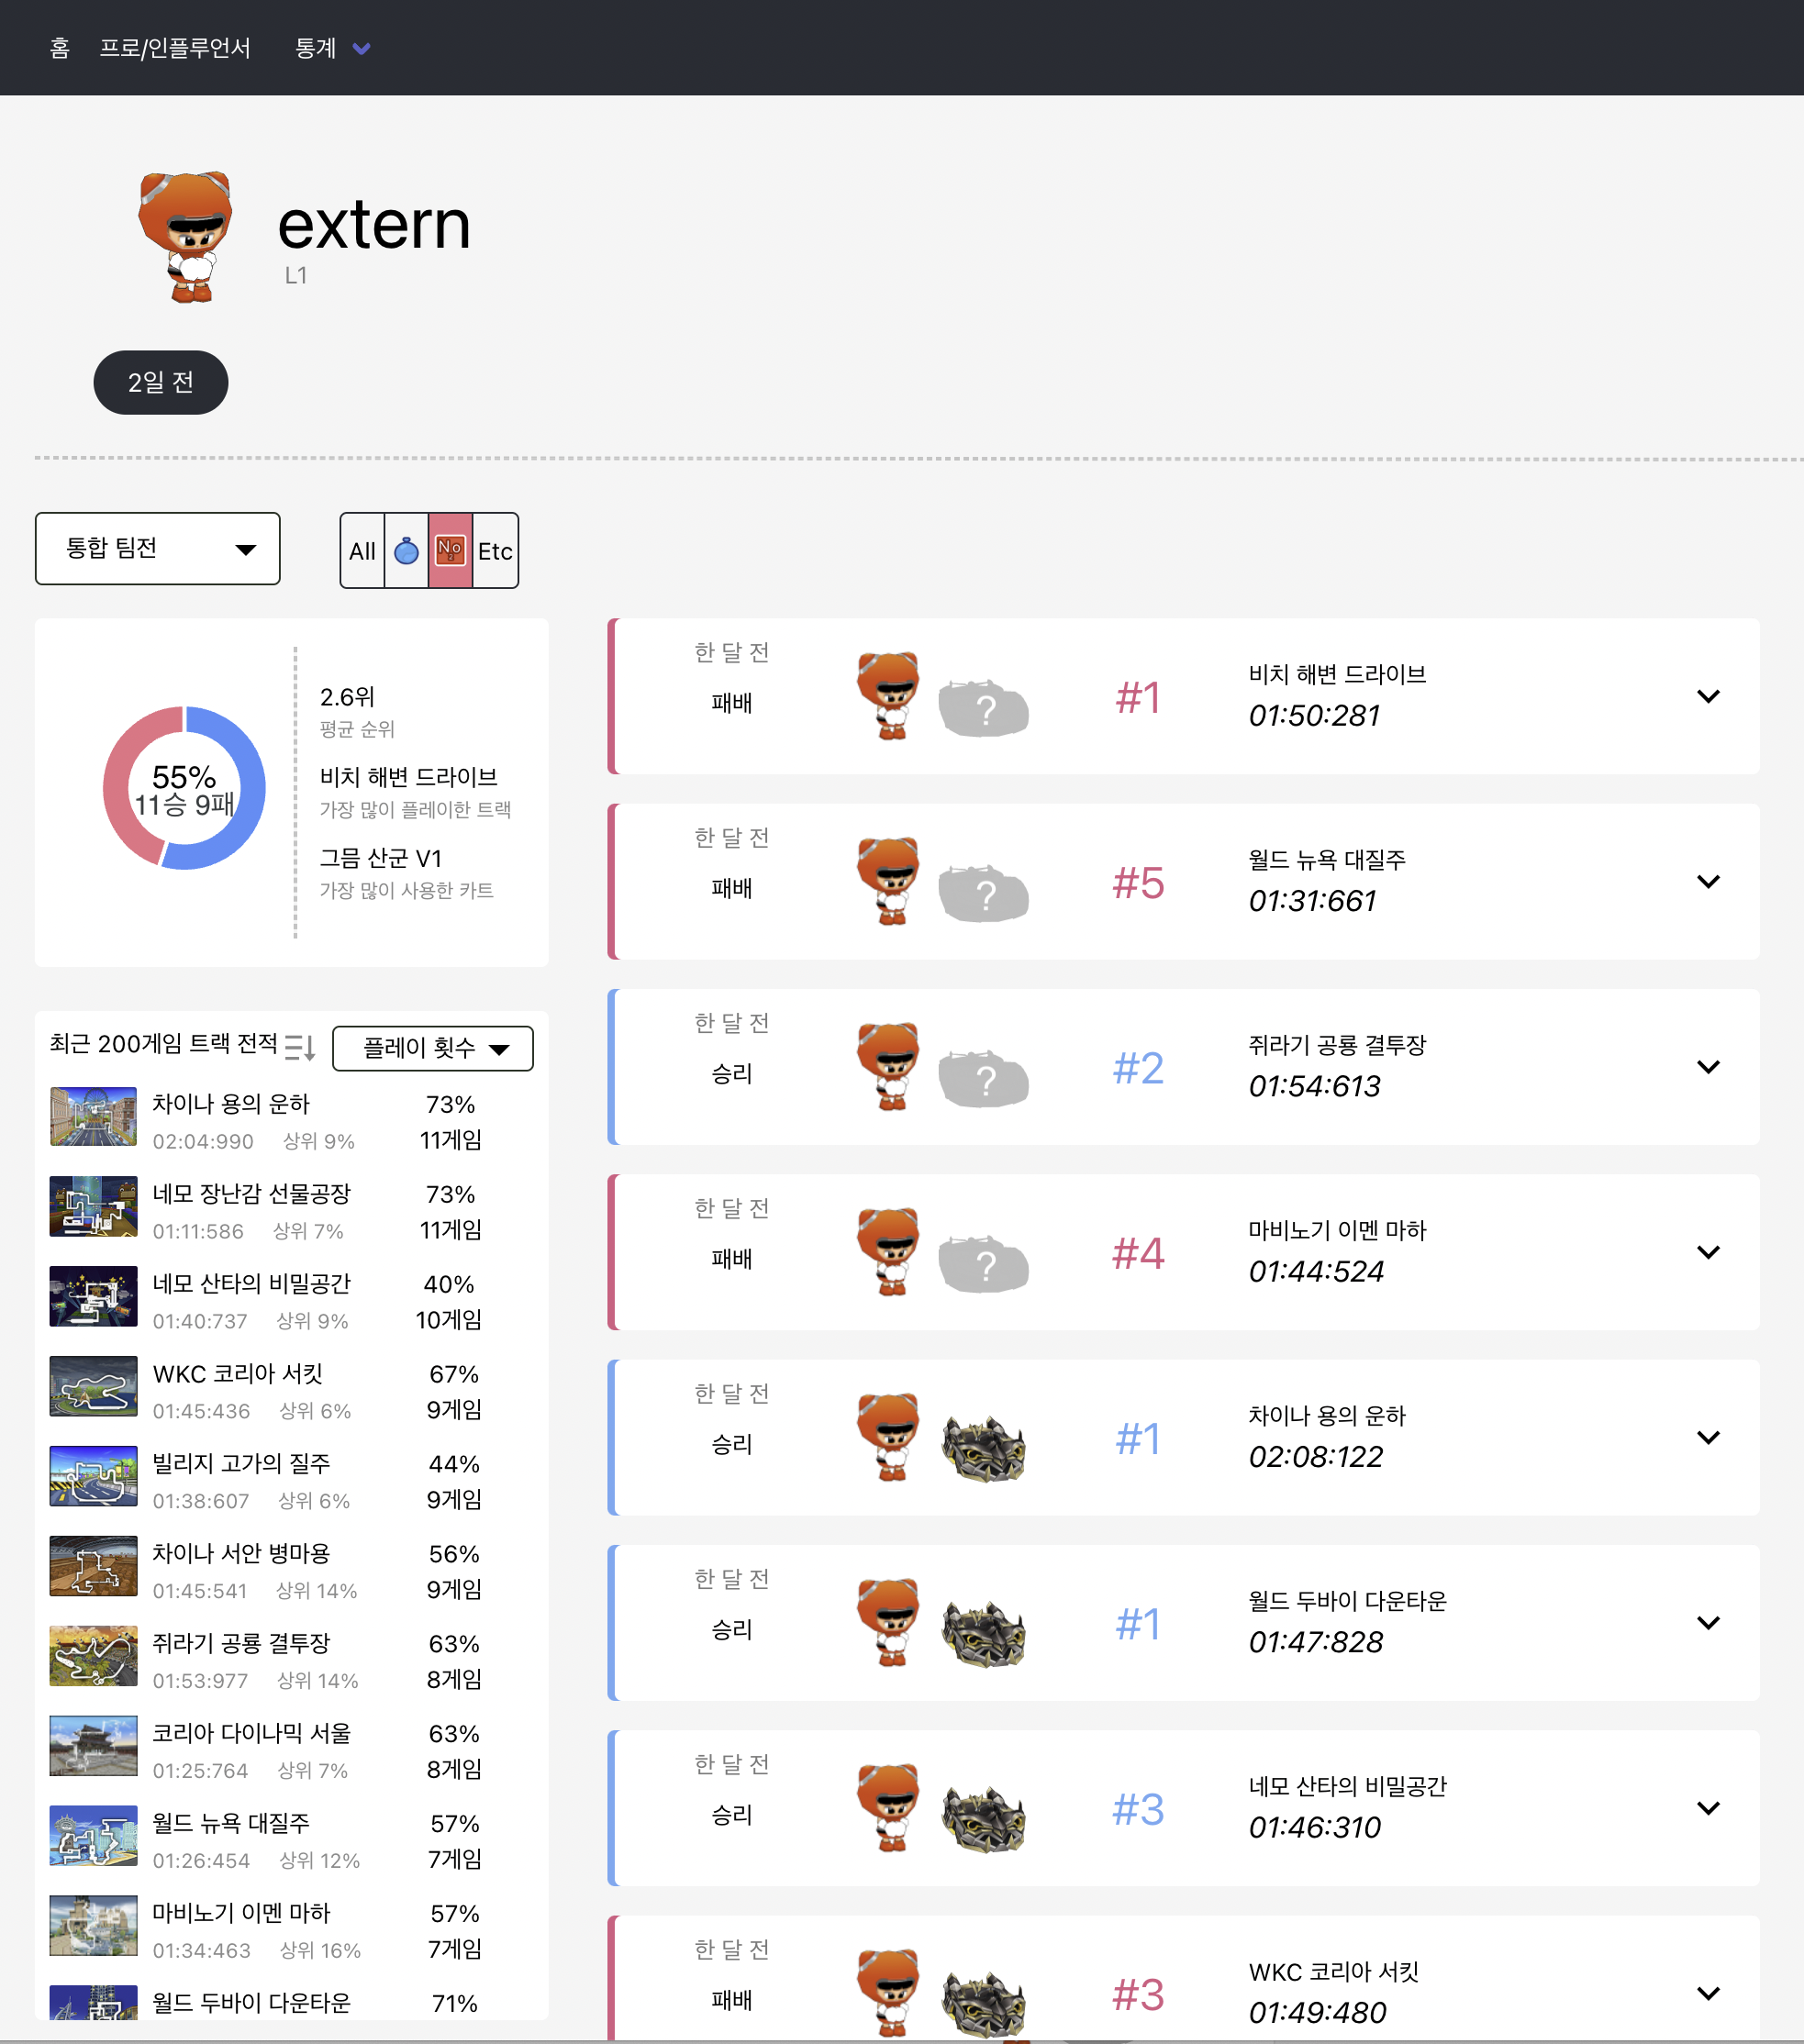 홈 프로/인플루언서 통계
extern
L1
2일 전
통합 팀전
All No 2 Etc
55%
11승 9패
2.6위
평균 순위
비치 해변 드라이브
가장 많이 플레이한 트랙
그믐 산군 V1
가장 많이 사용한 카트
최근 200게임 트랙 전적 플레이 횟수
차이나 용의 운하 73%
02:04:990 상위 9% 11게임
네모 장난감 선물공장 73%
01:11:586 상위 7% 11게임
네모 산타의 비밀공간 40%
01:40:737 상위 9% 10게임
WKC 코리아 서킷 67%
01:45:436 상위 6% 9게임
빌리지 고가의 질주 44%
01:38:607 상위 6% 9게임
차이나 서안 병마용 56%
01:45:541 상위 14% 9게임
쥐라기 공룡 결투장 63%
01:53:977 상위 14% 8게임
코리아 다이나믹 서울 63%
01:25:764 상위 7% 8게임
월드 뉴욕 대질주 57%
01:26:454 상위 12% 7게임
마비노기 이멘 마하 57%
01:34:463 상위 16% 7게임
월드 두바이 다운타운 71%
한 달 전
패배 ? #1
비치 해변 드라이브
01:50:281
한 달 전
패배 ? #5
월드 뉴욕 대질주
01:31:661
한 달 전
승리 ? #2
쥐라기 공룡 결투장
01:54:613
한 달 전
패배 ? #4
마비노기 이멘 마하
01:44:524
한 달 전
승리 #1
차이나 용의 운하
02:08:122
한 달 전
승리 #1
월드 두바이 다운타운
01:47:828
한 달 전
승리 #3
네모 산타의 비밀공간
01:46:310
한 달 전
패배 #3
WKC 코리아 서킷
01:49:480